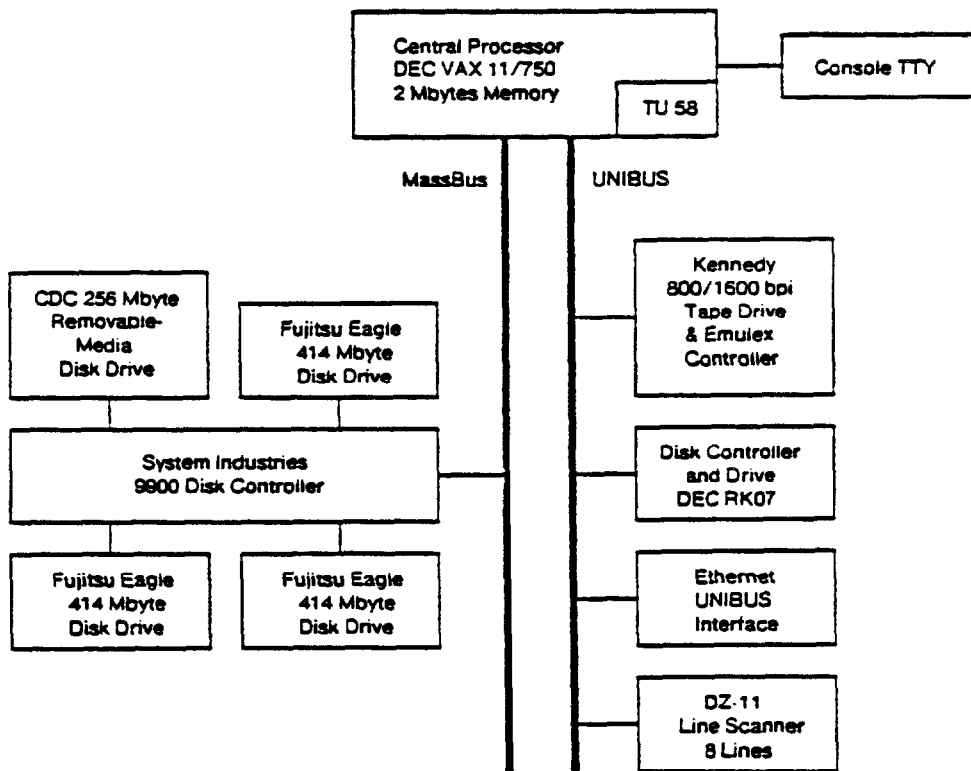 Central Processor
DEC VAX 11/750
2 Mbytes Memory
TU 58
Console TTY
MassBus
UNIBUS
CDC 256 Mbyte
Removable-
Media
Disk Drive
Fujitsu Eagle
414 Mbyte
Disk Drive
System Industries
9900 Disk Controller
Fujitsu Eagle
414 Mbyte
Disk Drive
Fujitsu Eagle
414 Mbyte
Disk Drive
Kennedy
800/1600 bpi
Tape Drive
& Emulex
Controller
Disk Controller
and Drive
DEC RK07
Ethernet
UNIBUS
Interface
DZ-11
Line Scanner
8 Lines